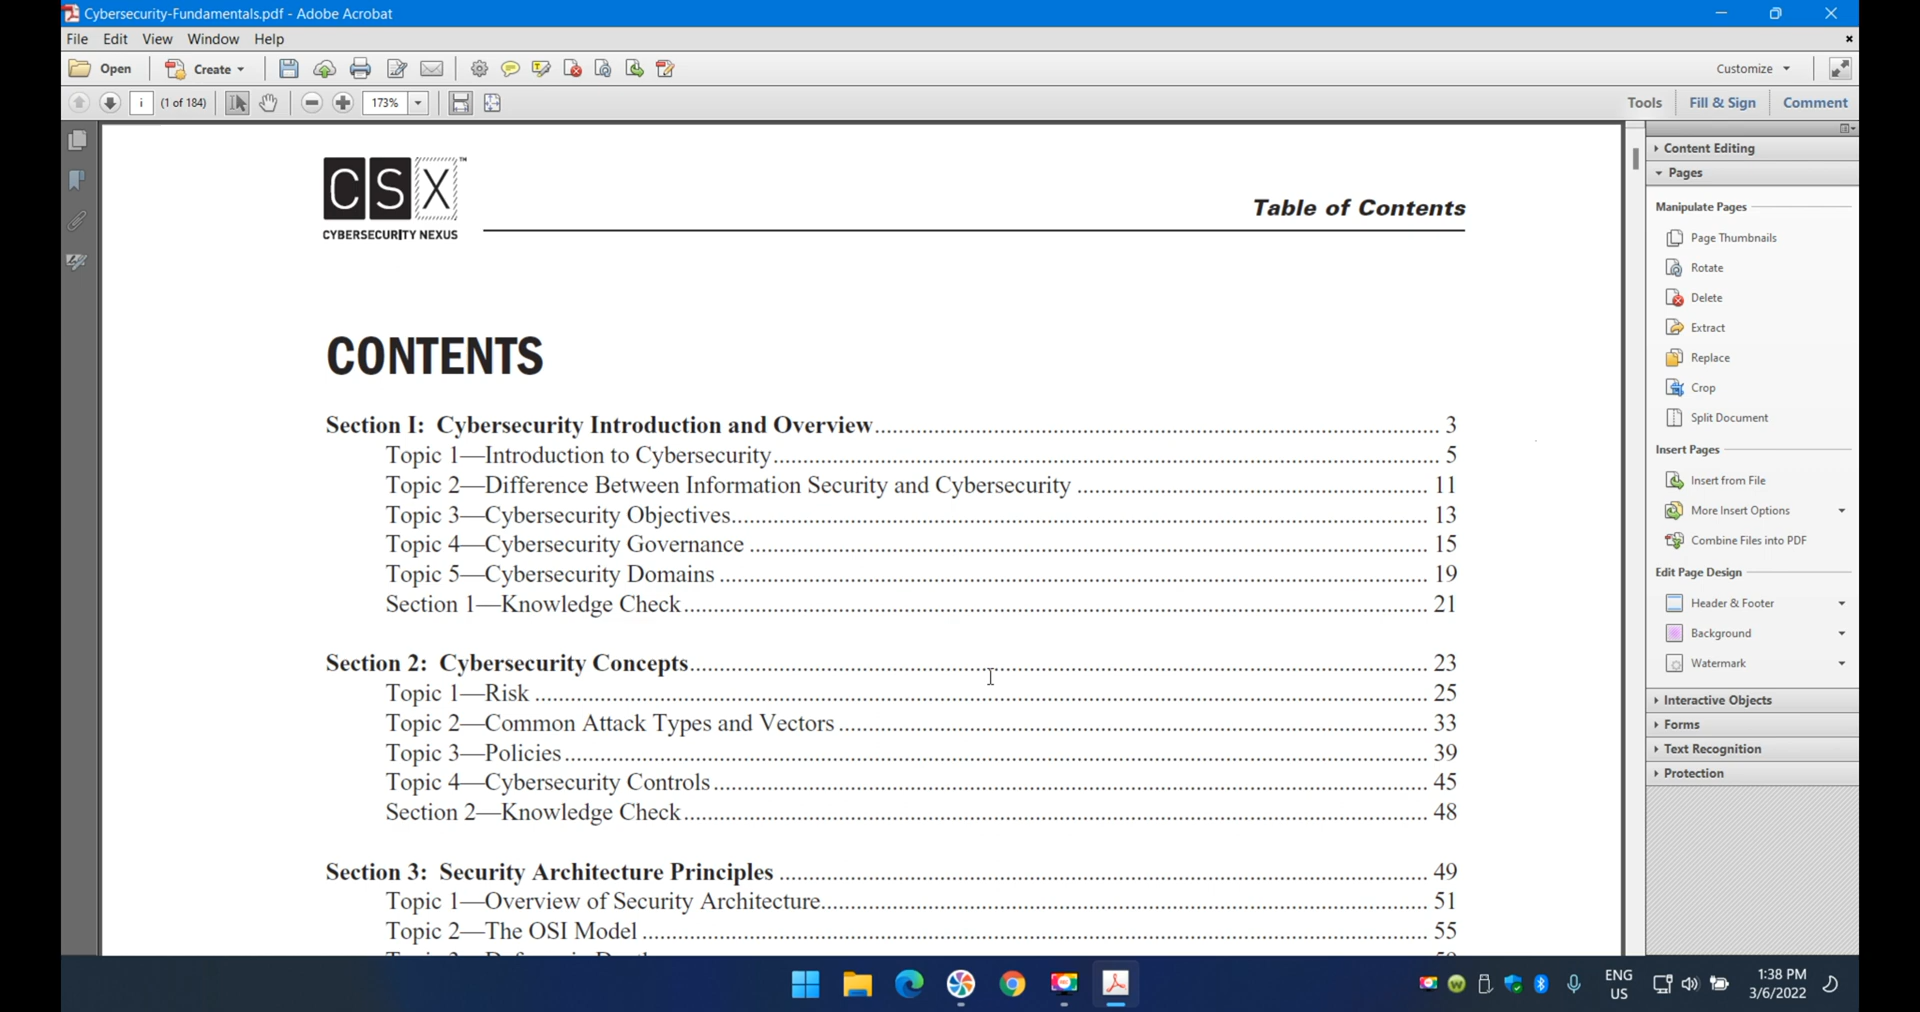 Cybersecurity-Fundamentals.pdf - Adobe Acrobat
File Edit View Window Help
Open Create Customize
i (1 of 184) 173% Tools Fill & Sign Comment
CSX™
CYBERSECURITY NEXUS
Table of Contents
CONTENTS
Section I: Cybersecurity Introduction and Overview 3
Topic 1—Introduction to Cybersecurity 5
Topic 2—Difference Between Information Security and Cybersecurity 11
Topic 3—Cybersecurity Objectives 13
Topic 4—Cybersecurity Governance 15
Topic 5—Cybersecurity Domains 19
Section 1—Knowledge Check 21
Section 2: Cybersecurity Concepts 23
Topic 1—Risk 25
Topic 2—Common Attack Types and Vectors 33
Topic 3—Policies 39
Topic 4—Cybersecurity Controls 45
Section 2—Knowledge Check 48
Section 3: Security Architecture Principles 49
Topic 1—Overview of Security Architecture 51
Topic 2—The OSI Model 55
Content Editing
Pages
Manipulate Pages
Page Thumbnails
Rotate
Delete
Extract
Replace
Crop
Split Document
Insert Pages
Insert from File
More Insert Options
Combine Files into PDF
Edit Page Design
Header & Footer
Background
Watermark
Interactive Objects
Forms
Text Recognition
Protection
ENG
US
1:38 PM
3/6/2022